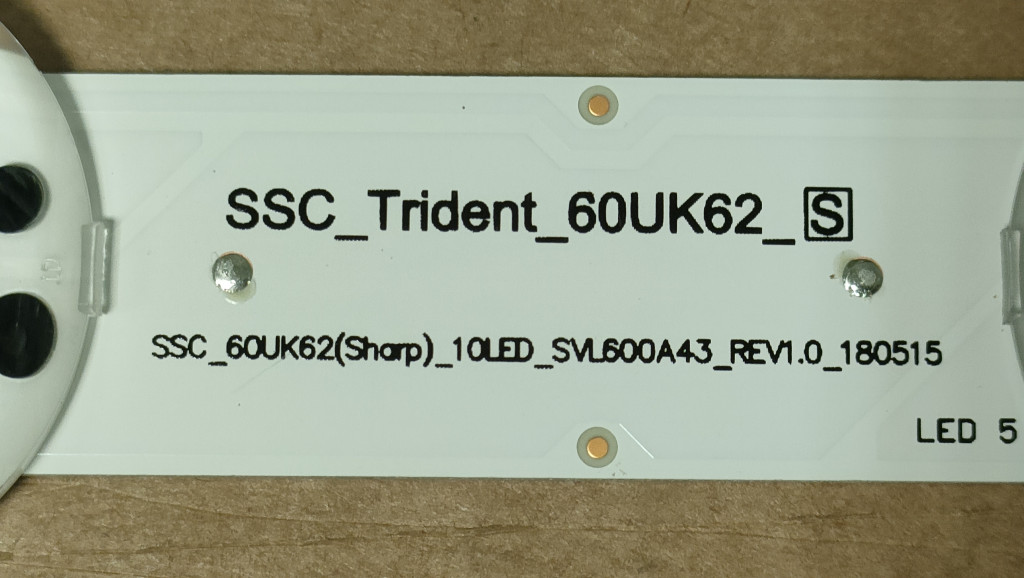 SSC_Trident_60UK62_S
SSC_60UK62(Sharp)_10LED_SVL600A43_REV1.0_180515
LED 5